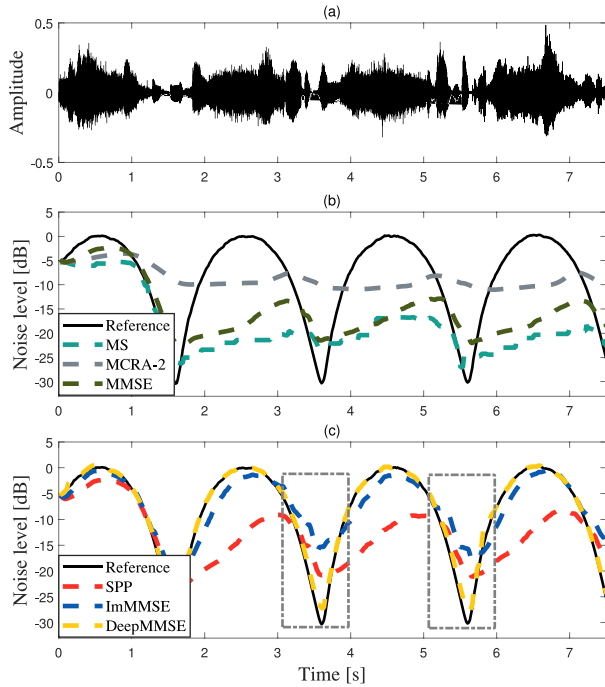 (a)
Amplitude
0.5
0
-0.5
0 1 2 3 4 5 6 7
(b)
Noise level [dB]
5
0
-5
-10
-15
-20
-25
-30
Reference
MS
MCRA-2
MMSE
0 1 2 3 4 5 6 7
(c)
Noise level [dB]
5
0
-5
-10
-15
-20
-25
-30
Reference
SPP
ImMMSE
DeepMMSE
0 1 2 3 4 5 6 7
Time [s]